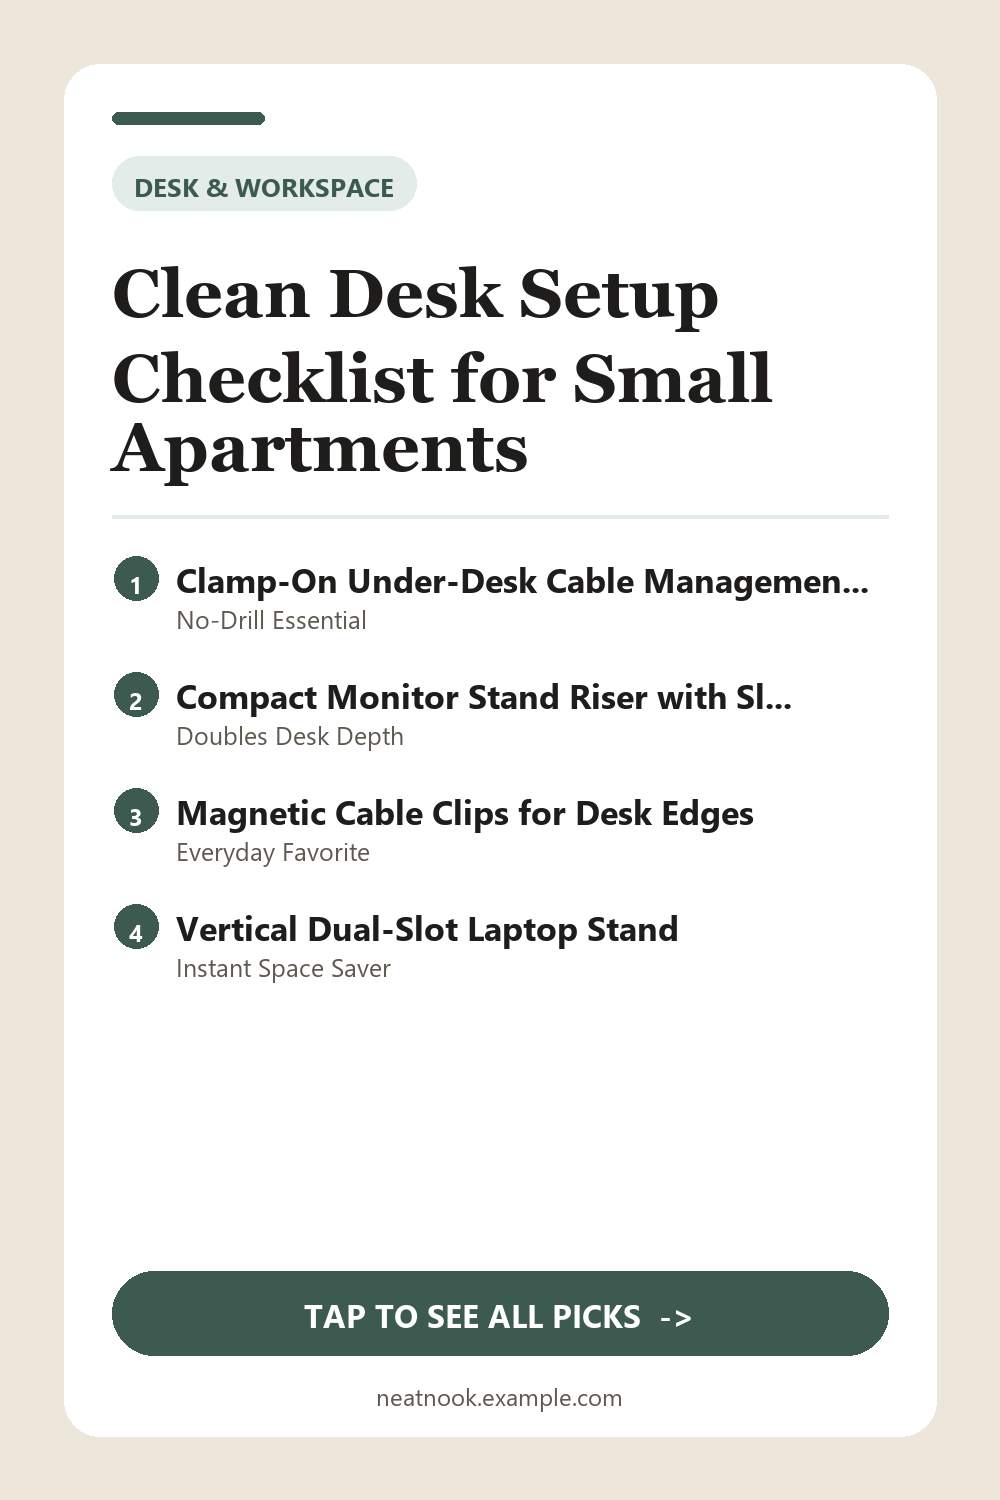 DESK & WORKSPACE
Clean Desk Setup
Checklist for Small
Apartments
1 Clamp-On Under-Desk Cable Managemen...
No-Drill Essential
2 Compact Monitor Stand Riser with Sl...
Doubles Desk Depth
3 Magnetic Cable Clips for Desk Edges
Everyday Favorite
4 Vertical Dual-Slot Laptop Stand
Instant Space Saver
TAP TO SEE ALL PICKS ->
neatnook.example.com